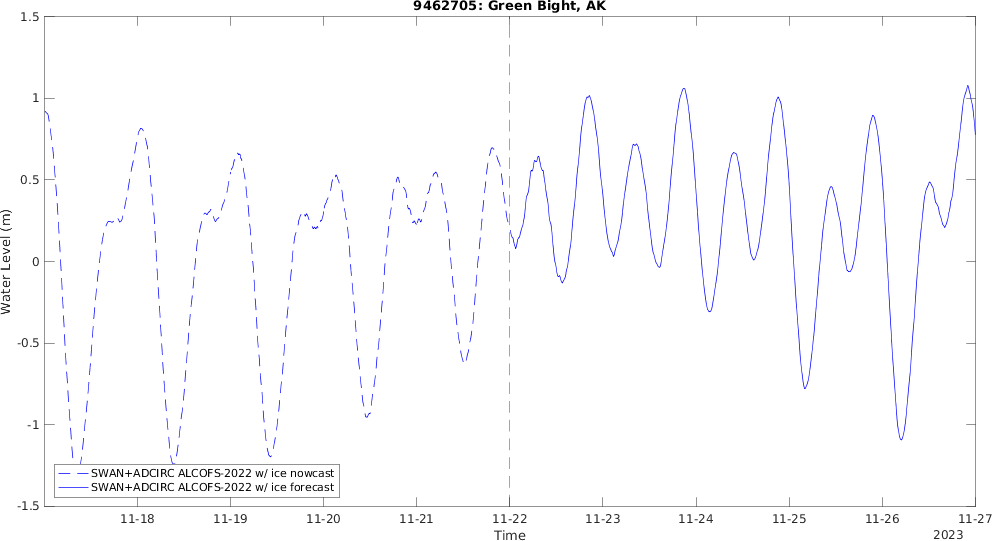 9462705: Green Bight, AK
1.5
1
0.5
0
-0.5
-1
-1.5
Water Level (m)
SWAN+ADCIRC ALCOFS-2022 w/ ice nowcast
SWAN+ADCIRC ALCOFS-2022 w/ ice forecast
11-18 11-19 11-20 11-21 11-22 11-23 11-24 11-25 11-26 11-27
Time
2023